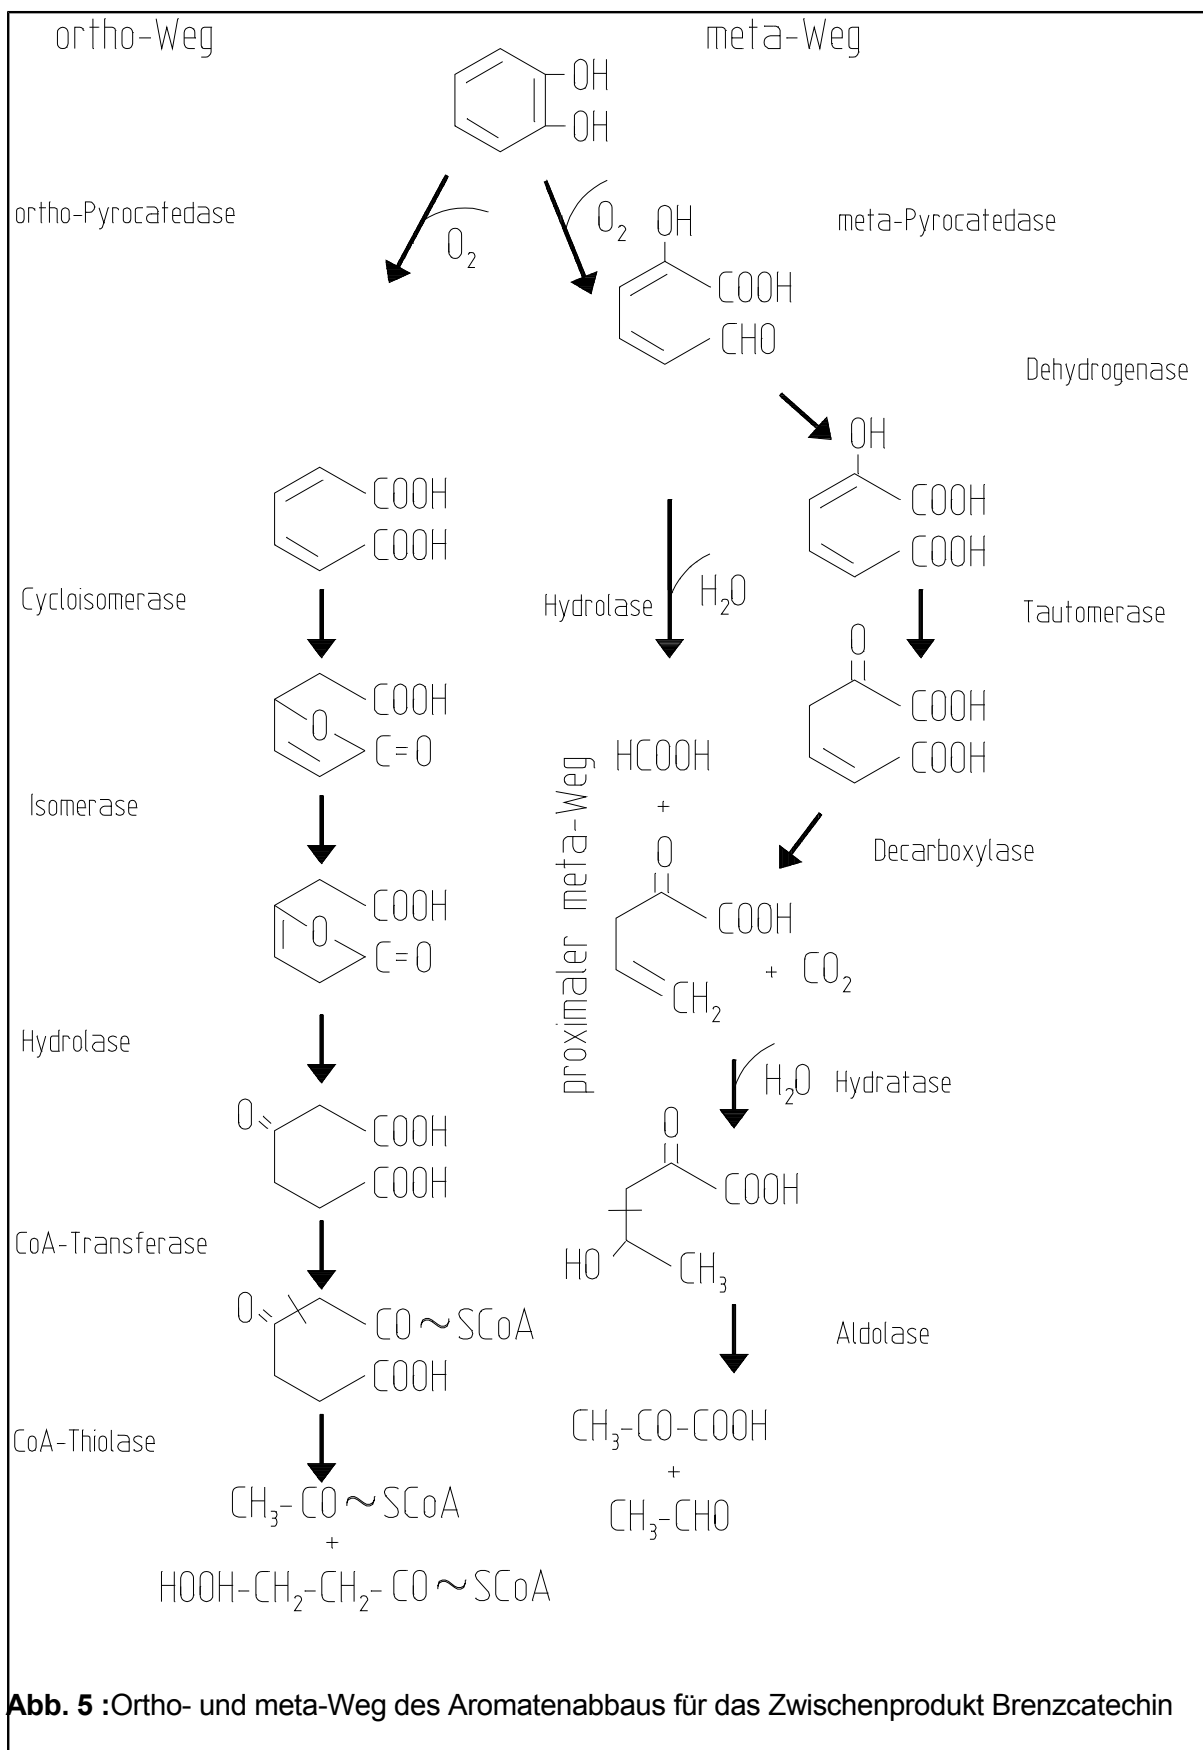 ortho-Weg
meta-Weg
OH
OH
ortho-Pyrocatedase
O₂
O₂
meta-Pyrocatedase
OH
COOH
CHO
Dehydrogenase
OH
COOH
COOH
COOH
COOH
Cycloisomerase
Hydrolase
H₂O
Tautomerase
O
COOH
COOH
COOH
O
C=O
HCOOH
+
proximaler meta-Weg
Isomerase
Decarboxylase
O
COOH
CH₂
+ CO₂
COOH
O
C=O
Hydrolase
H₂O
Hydratase
O
COOH
COOH
O
COOH
HO
CH₃
CoA-Transferase
O
CO~SCoA
COOH
Aldolase
CoA-Thiolase
CH₃-CO-COOH
+
CH₃-CHO
CH₃-CO~SCoA
+
HOOH-CH₂-CH₂-CO~SCoA
Abb. 5 :Ortho- und meta-Weg des Aromatenabbaus für das Zwischenprodukt Brenzcatechin